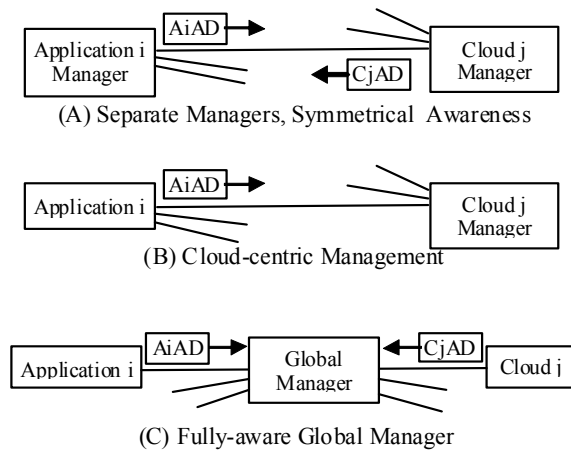 AiAD
Application i
Manager
Cloud j
Manager
CjAD
(A) Separate Managers, Symmetrical Awareness
AiAD
Application i
Cloud j
Manager
(B) Cloud-centric Management
AiAD
CjAD
Application i
Global
Manager
Cloud j
(C) Fully-aware Global Manager